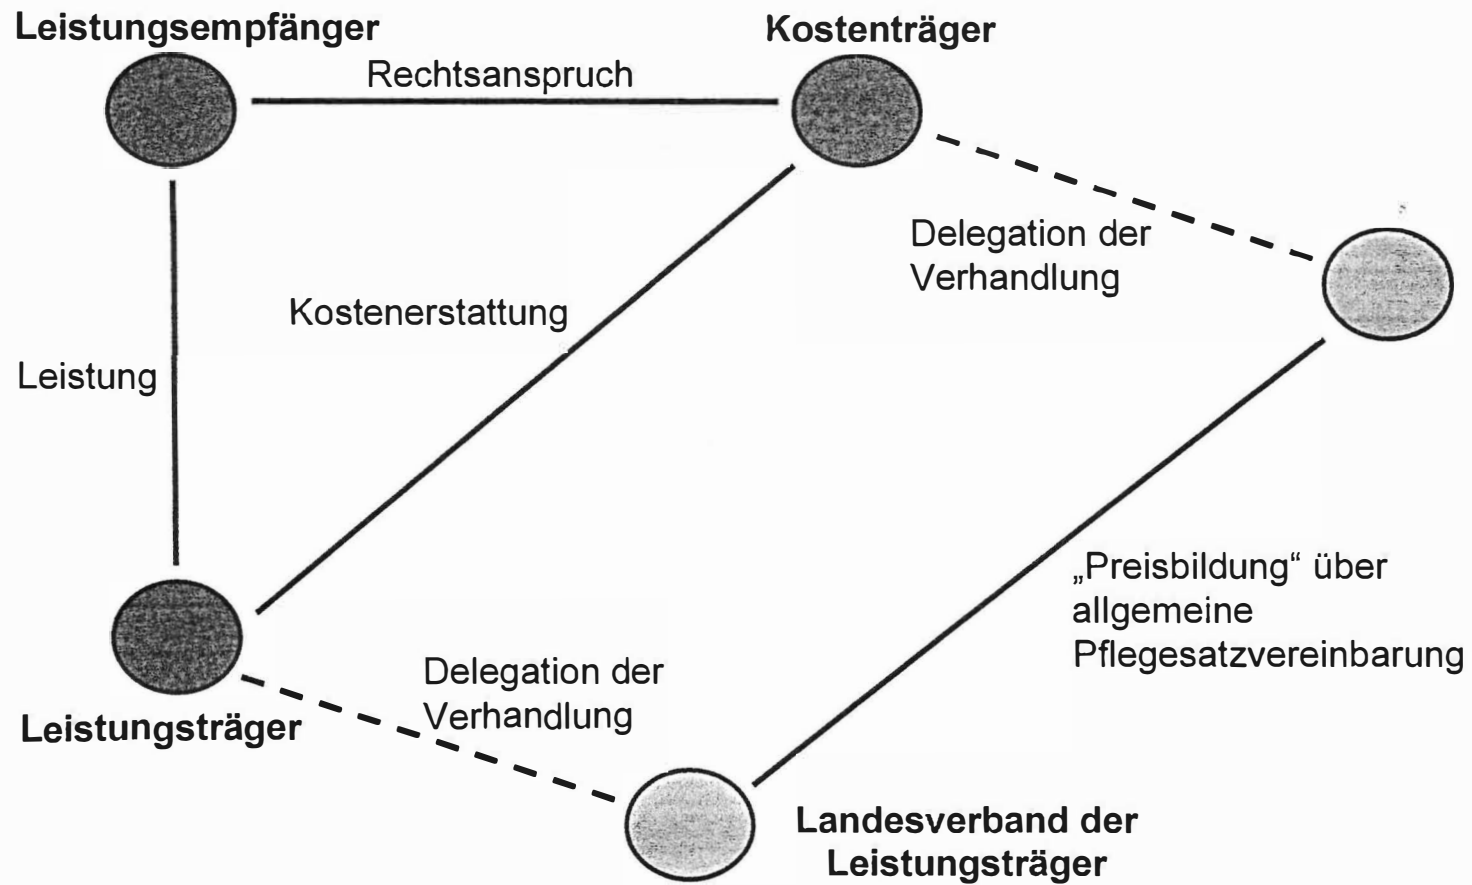 Leistungsempfänger
Kostenträger
Rechtsanspruch
Delegation der
Verhandlung
Kostenerstattung
Leistung
„Preisbildung“ über
allgemeine
Pflegesatzvereinbarung
Delegation der
Verhandlung
Leistungsträger
Landesverband der
Leistungsträger